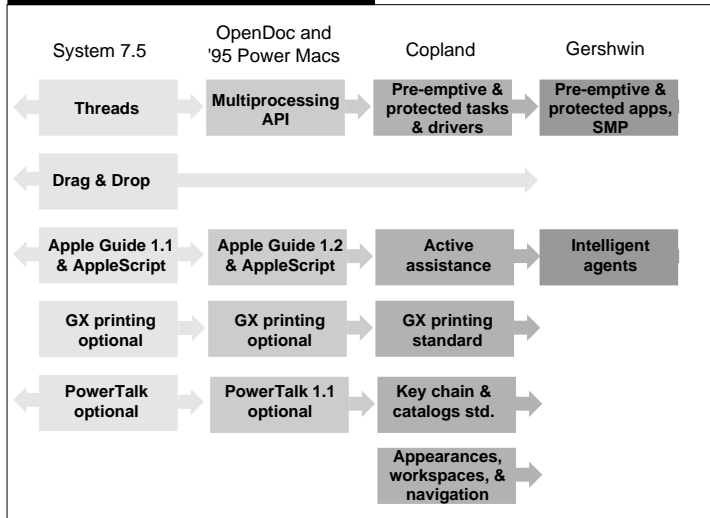 System 7.5
OpenDoc and
'95 Power Macs
Copland
Gershwin
Threads
Multiprocessing
API
Pre-emptive &
protected tasks
& drivers
Pre-emptive &
protected apps,
SMP
Drag & Drop
Apple Guide 1.1
& AppleScript
Apple Guide 1.2
& AppleScript
Active
assistance
Intelligent
agents
GX printing
optional
GX printing
optional
GX printing
standard
PowerTalk
optional
PowerTalk 1.1
optional
Key chain &
catalogs std.
Appearances,
workspaces, &
navigation